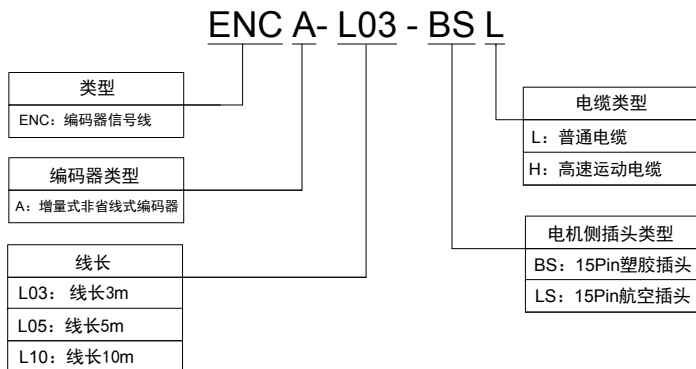 ENC A- L03 - BS L
类型
ENC：编码器信号线
编码器类型
A：增量式非省线式编码器
线长
L03： 线长3m
L05：线长5m
L10：线长10m
电缆类型
L：普通电缆
H：高速运动电缆
电机侧插头类型
BS：15Pin塑胶插头
LS：15Pin航空插头